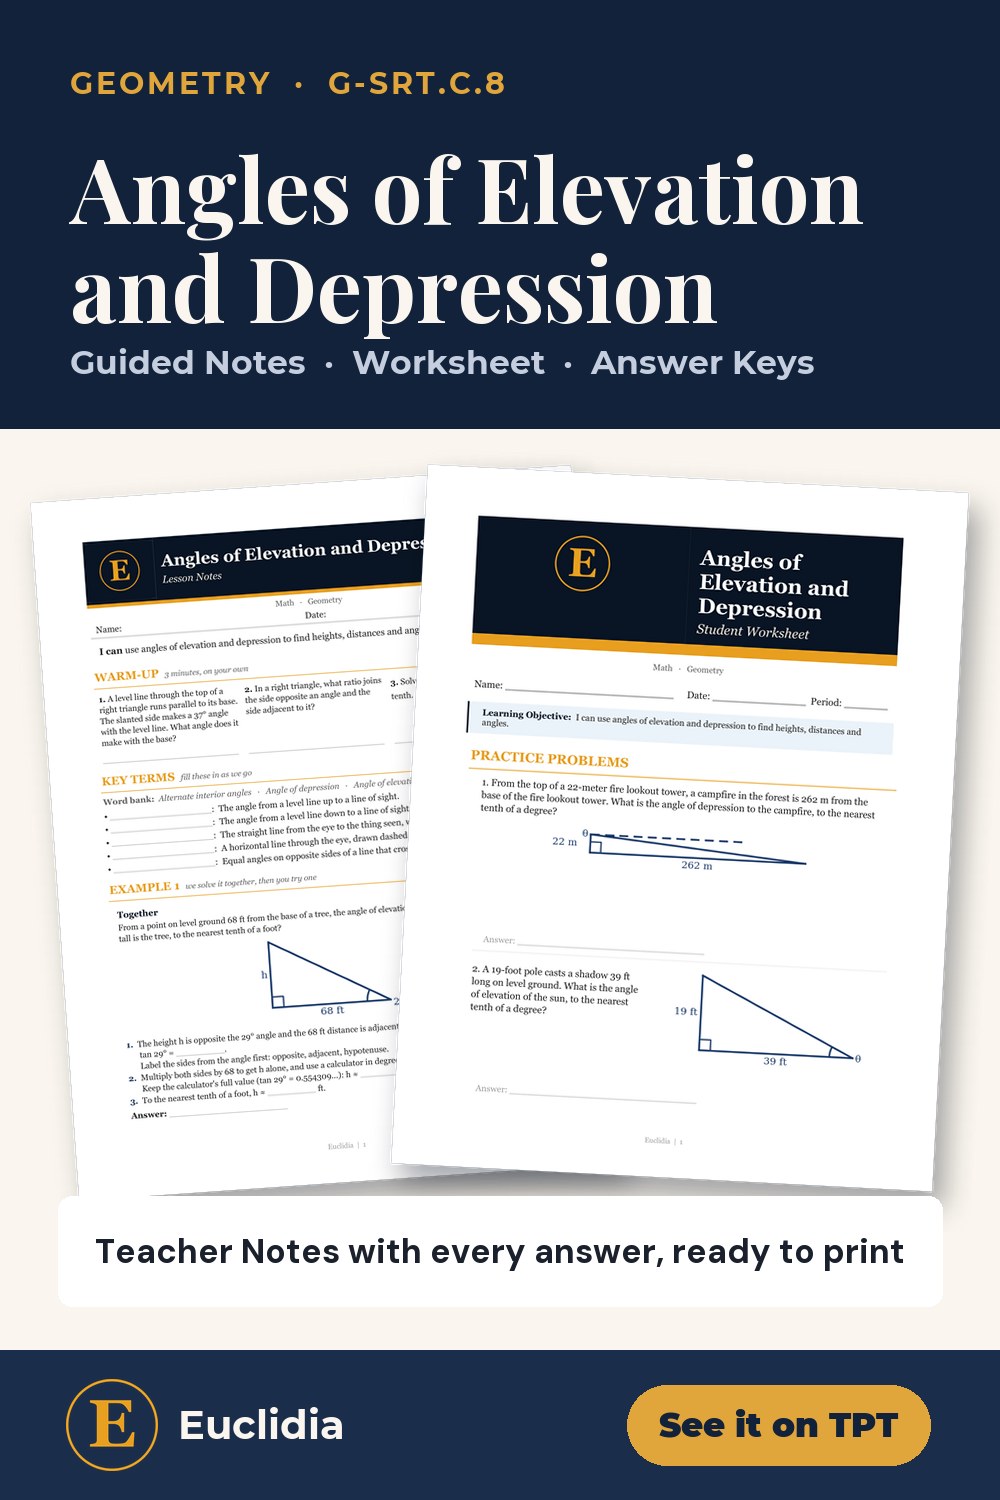 GEOMETRY · G-SRT.C.8
Angles of Elevation
and Depression
Guided Notes · Worksheet · Answer Keys
E
Angles of Elevation and Depres
Lesson Notes
Math · Geometry
Name:
Date:
I can use angles of elevation and depression to find heights, distances and ang
WARM-UP 3 minutes, on your own
1. A level line through the top of a
right triangle runs parallel to its base.
The slanted side makes a 37° angle
with the level line. What angle does it
make with the base?
2. In a right triangle, what ratio joins
the side opposite an angle and the
side adjacent to it?
3. Solv
tenth.
KEY TERMS fill these in as we go
Word bank: Alternate interior angles · Angle of depression · Angle of elevati
• : The angle from a level line up to a line of sight.
• : The angle from a level line down to a line of sight
• : The straight line from the eye to the thing seen, w
• : A horizontal line through the eye, drawn dashed
• : Equal angles on opposite sides of a line that cros
EXAMPLE 1 we solve it together, then you try one
Together
From a point on level ground 68 ft from the base of a tree, the angle of elevatio
tall is the tree, to the nearest tenth of a foot?
h
68 ft
2
1. The height h is opposite the 29° angle and the 68 ft distance is adjacent
tan 29° = .
Label the sides from the angle first: opposite, adjacent, hypotenuse.
2. Multiply both sides by 68 to get h alone, and use a calculator in degre
Keep the calculator's full value (tan 29° = 0.554309...): h =
3. To the nearest tenth of a foot, h = ft.
Answer:
Euclidia | 1
E
Angles of
Elevation and
Depression
Student Worksheet
Math · Geometry
Name: Date: Period:
Learning Objective: I can use angles of elevation and depression to find heights, distances and
angles.
PRACTICE PROBLEMS
1. From the top of a 22-meter fire lookout tower, a campfire in the forest is 262 m from the
base of the fire lookout tower. What is the angle of depression to the campfire, to the nearest
tenth of a degree?
θ
22 m
262 m
Answer:
2. A 19-foot pole casts a shadow 39 ft
long on level ground. What is the angle
of elevation of the sun, to the nearest
tenth of a degree?
19 ft
39 ft
θ
Answer:
Euclidia | 1
Teacher Notes with every answer, ready to print
E
Euclidia
See it on TPT